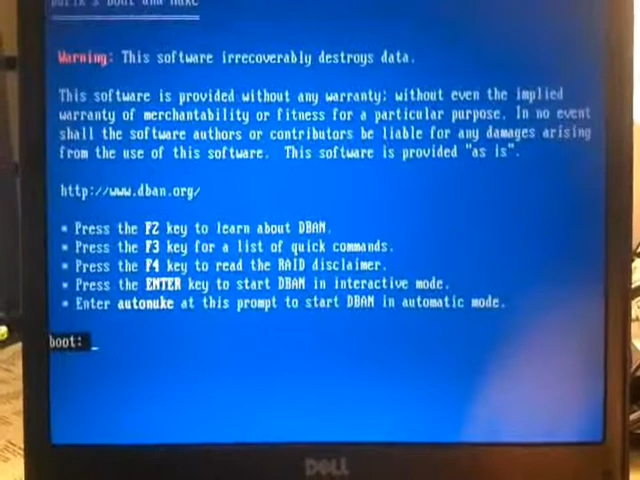 Darik's Boot and Nuke
Warning: This software irrecoverably destroys data.
This software is provided without any warranty; without even the implied
warranty of merchantability or fitness for a particular purpose. In no event
shall the software authors or contributors be liable for any damages arising
from the use of this software. This software is provided "as is".
http://www.dban.org/
* Press the F2 key to learn about DBAN.
* Press the F3 key for a list of quick commands.
* Press the F4 key to read the RAID disclaimer.
* Press the ENTER key to start DBAN in interactive mode.
* Enter autonuke at this prompt to start DBAN in automatic mode.
boot: _
DELL